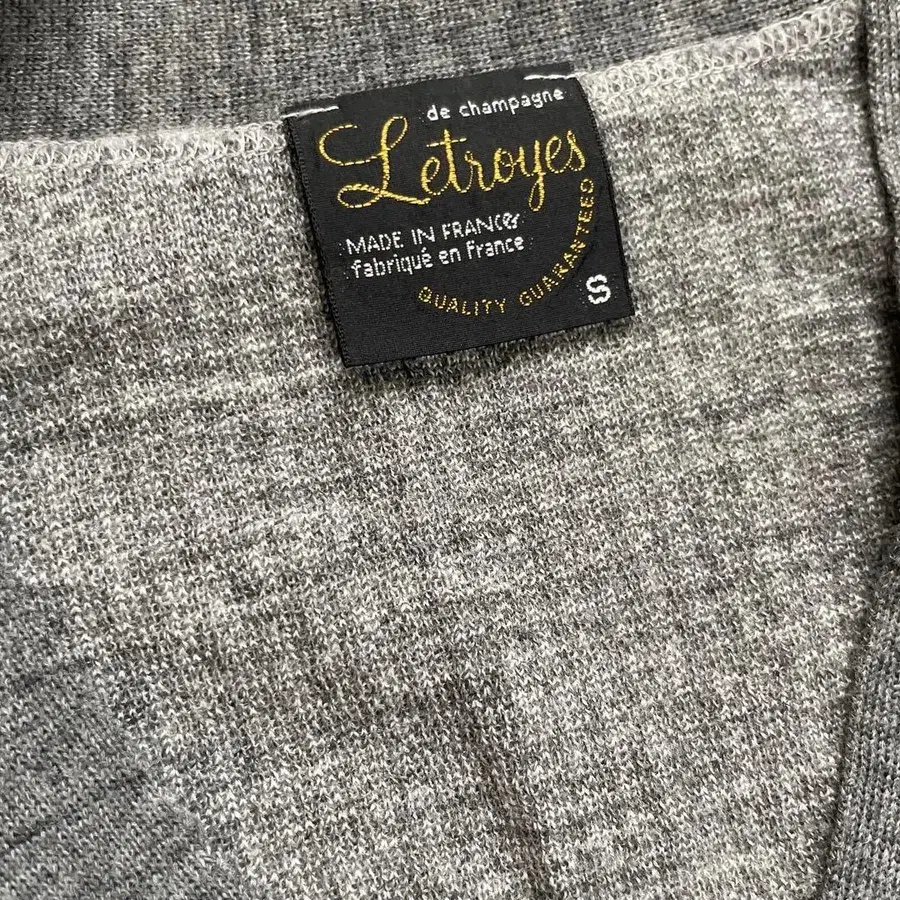 de champagne
Letroyes
MADE IN FRANCE
fabriqué en France
QUALITY GUARANTEED
S